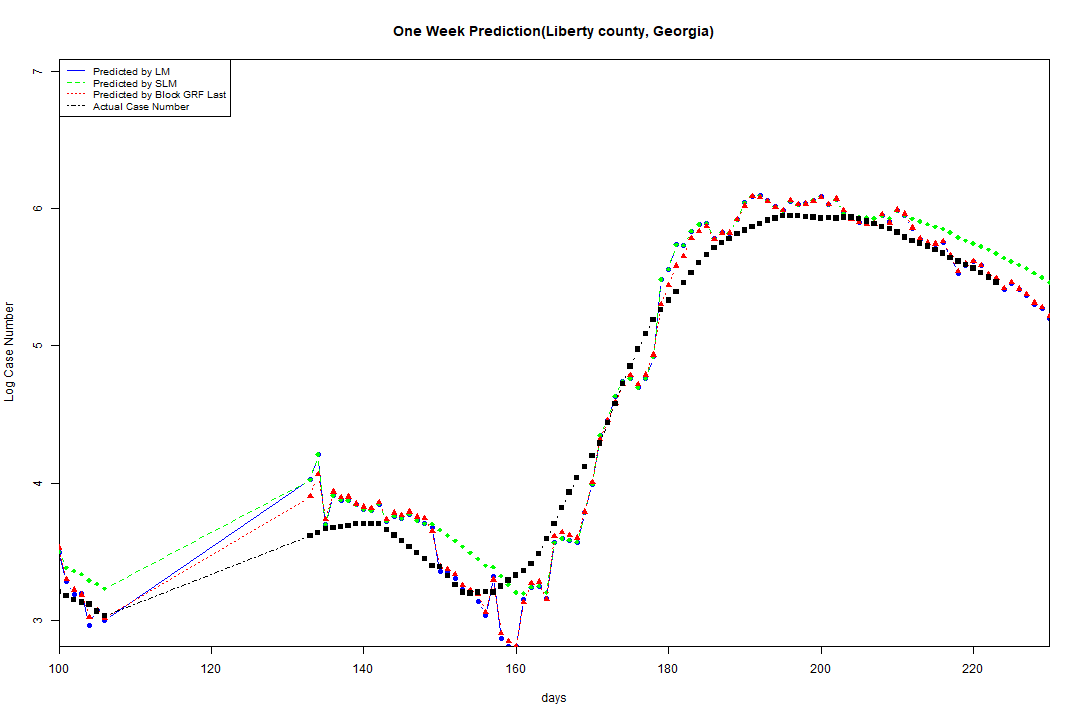 One Week Prediction(Liberty county, Georgia)
Predicted by LM
Predicted by SLM
Predicted by Block GRF Last
Actual Case Number
Log Case Number
7
6
5
4
3
100 120 140 160 180 200 220
days